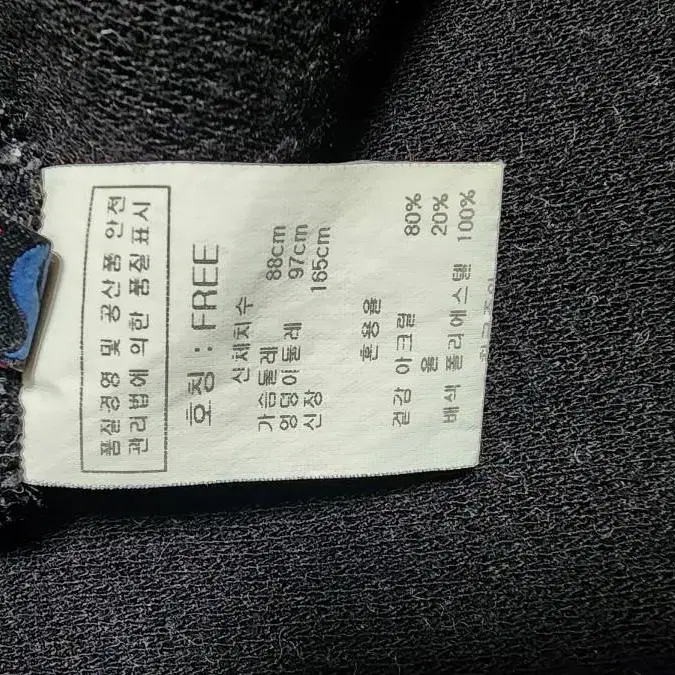 품질경영 및 공산품 안전
관리법에 의한 품질표시
호칭 : FREE
신체치수
가슴둘레 88cm
엉덩이둘레 97cm
신장 165cm
혼용율
겉감 아크릴 80%
울 20%
배색 폴리에스텔 100%